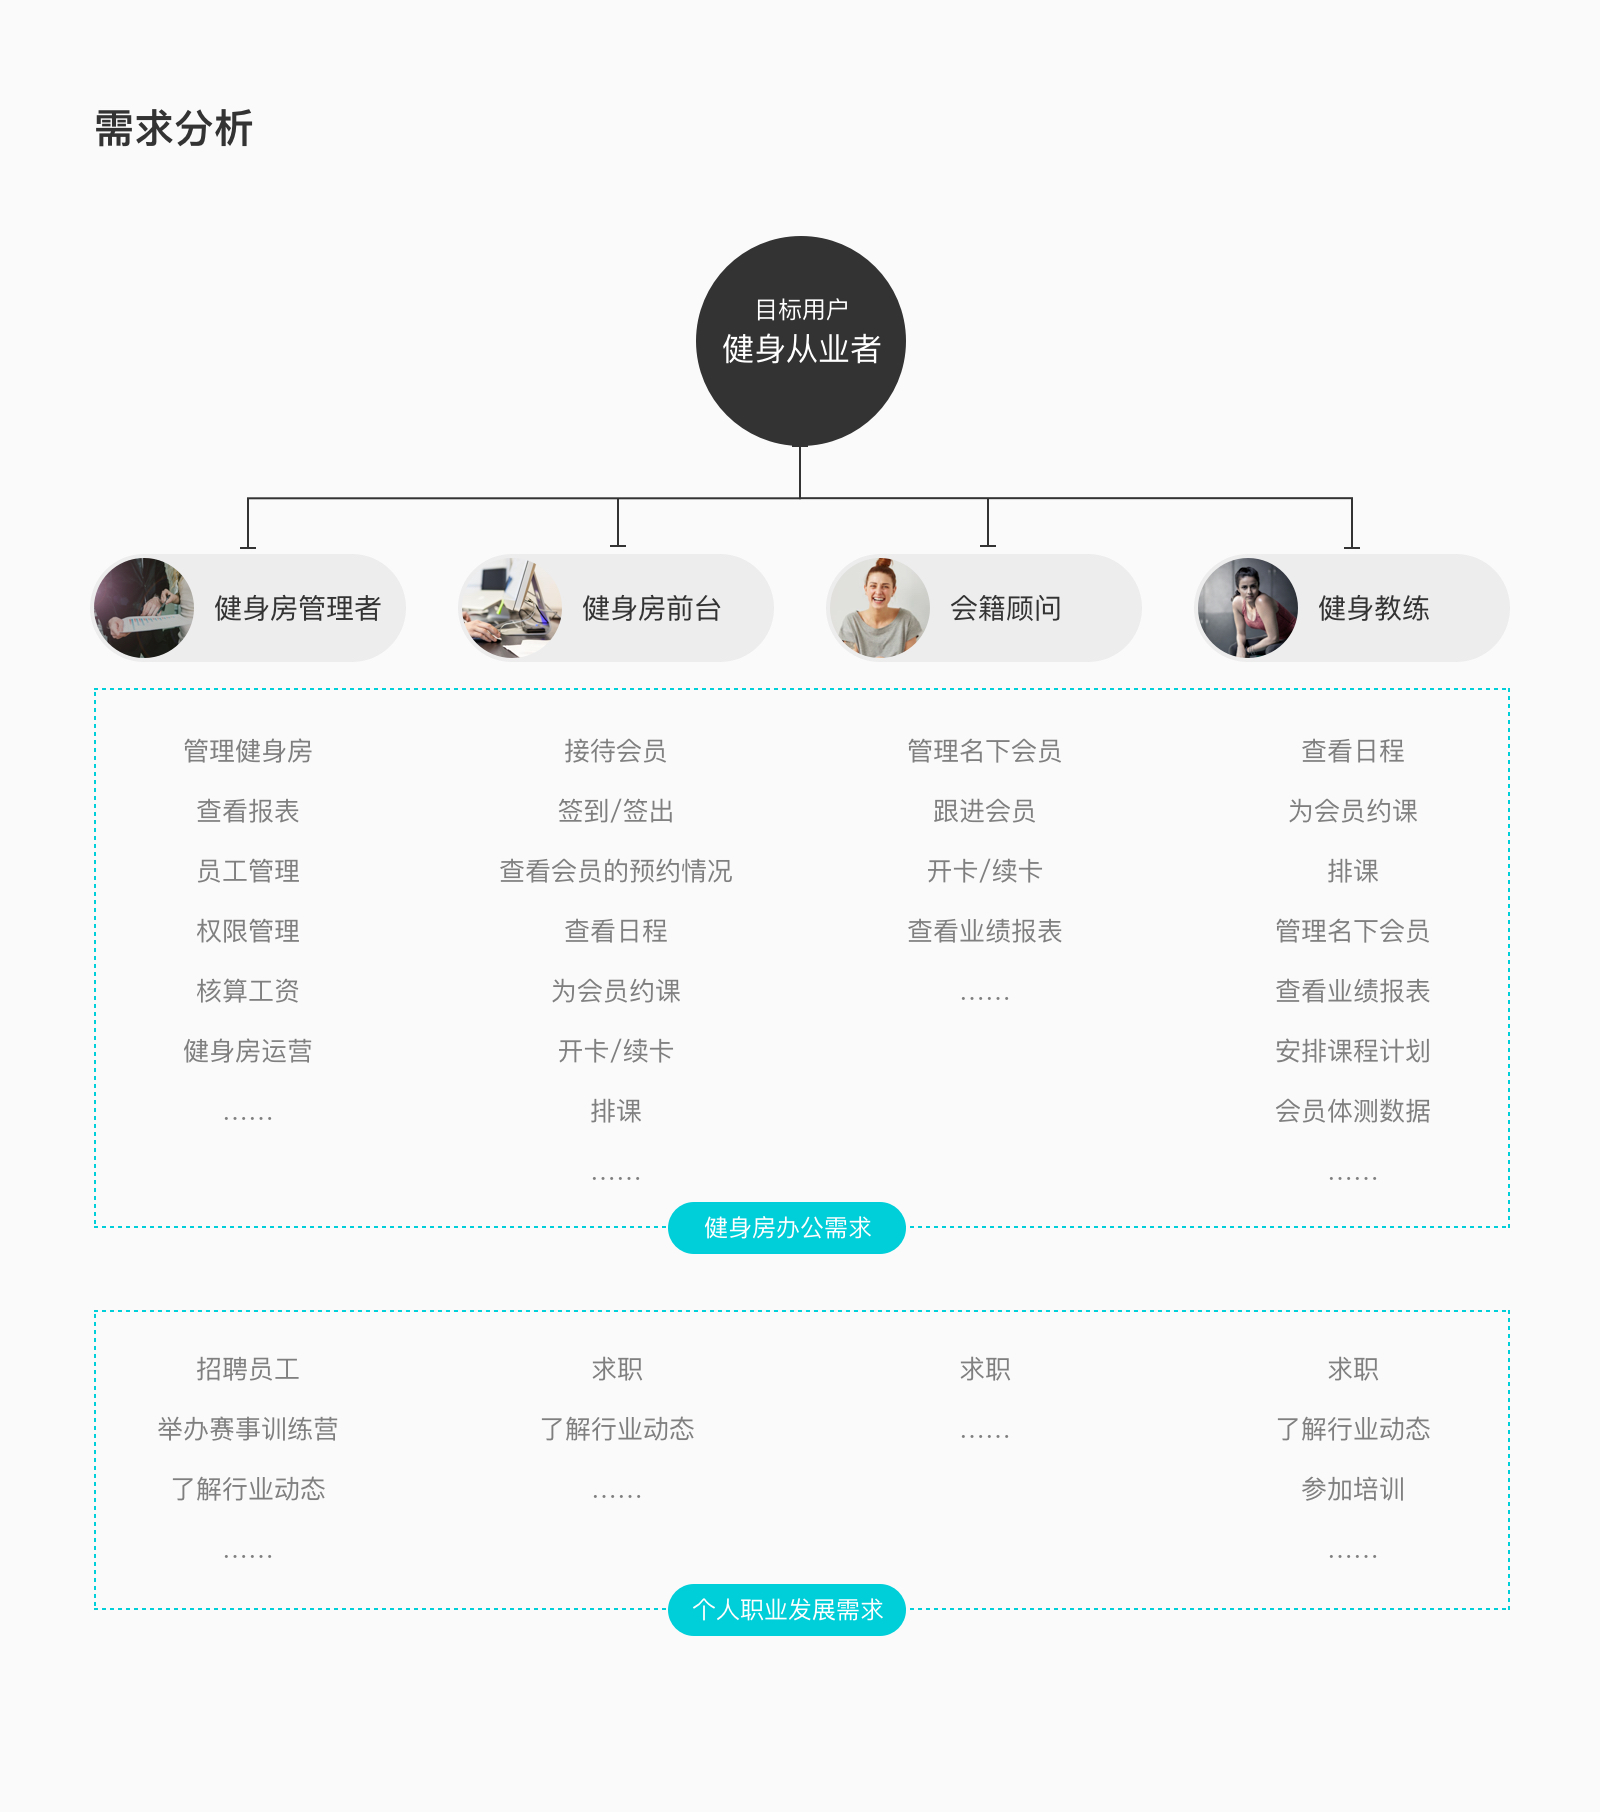 需求分析
目标用户
健身从业者
健身房管理者
健身房前台
会籍顾问
健身教练
管理健身房
查看报表
员工管理
权限管理
核算工资
健身房运营
……
接待会员
签到/签出
查看会员的预约情况
查看日程
为会员约课
开卡/续卡
排课
……
管理名下会员
跟进会员
开卡/续卡
查看业绩报表
……
查看日程
为会员约课
排课
管理名下会员
查看业绩报表
安排课程计划
会员体测数据
……
健身房办公需求
招聘员工
举办赛事训练营
了解行业动态
……
求职
了解行业动态
……
求职
……
求职
了解行业动态
参加培训
……
个人职业发展需求